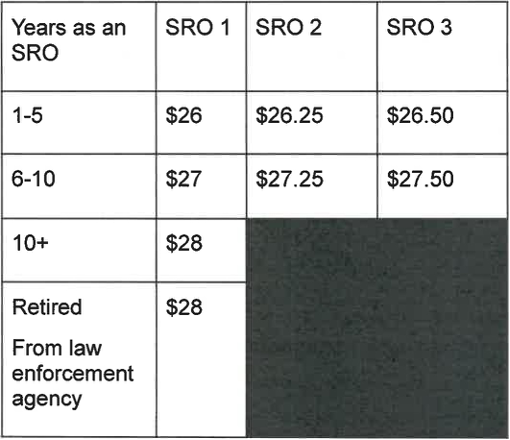 Years as an SRO 1 SRO 2 SRO 3
SRO
1-5 $26 $26.25 $26.50
6-10 $27 $27.25 $27.50
10+ $28
Retired $28
From law
enforcement
agency